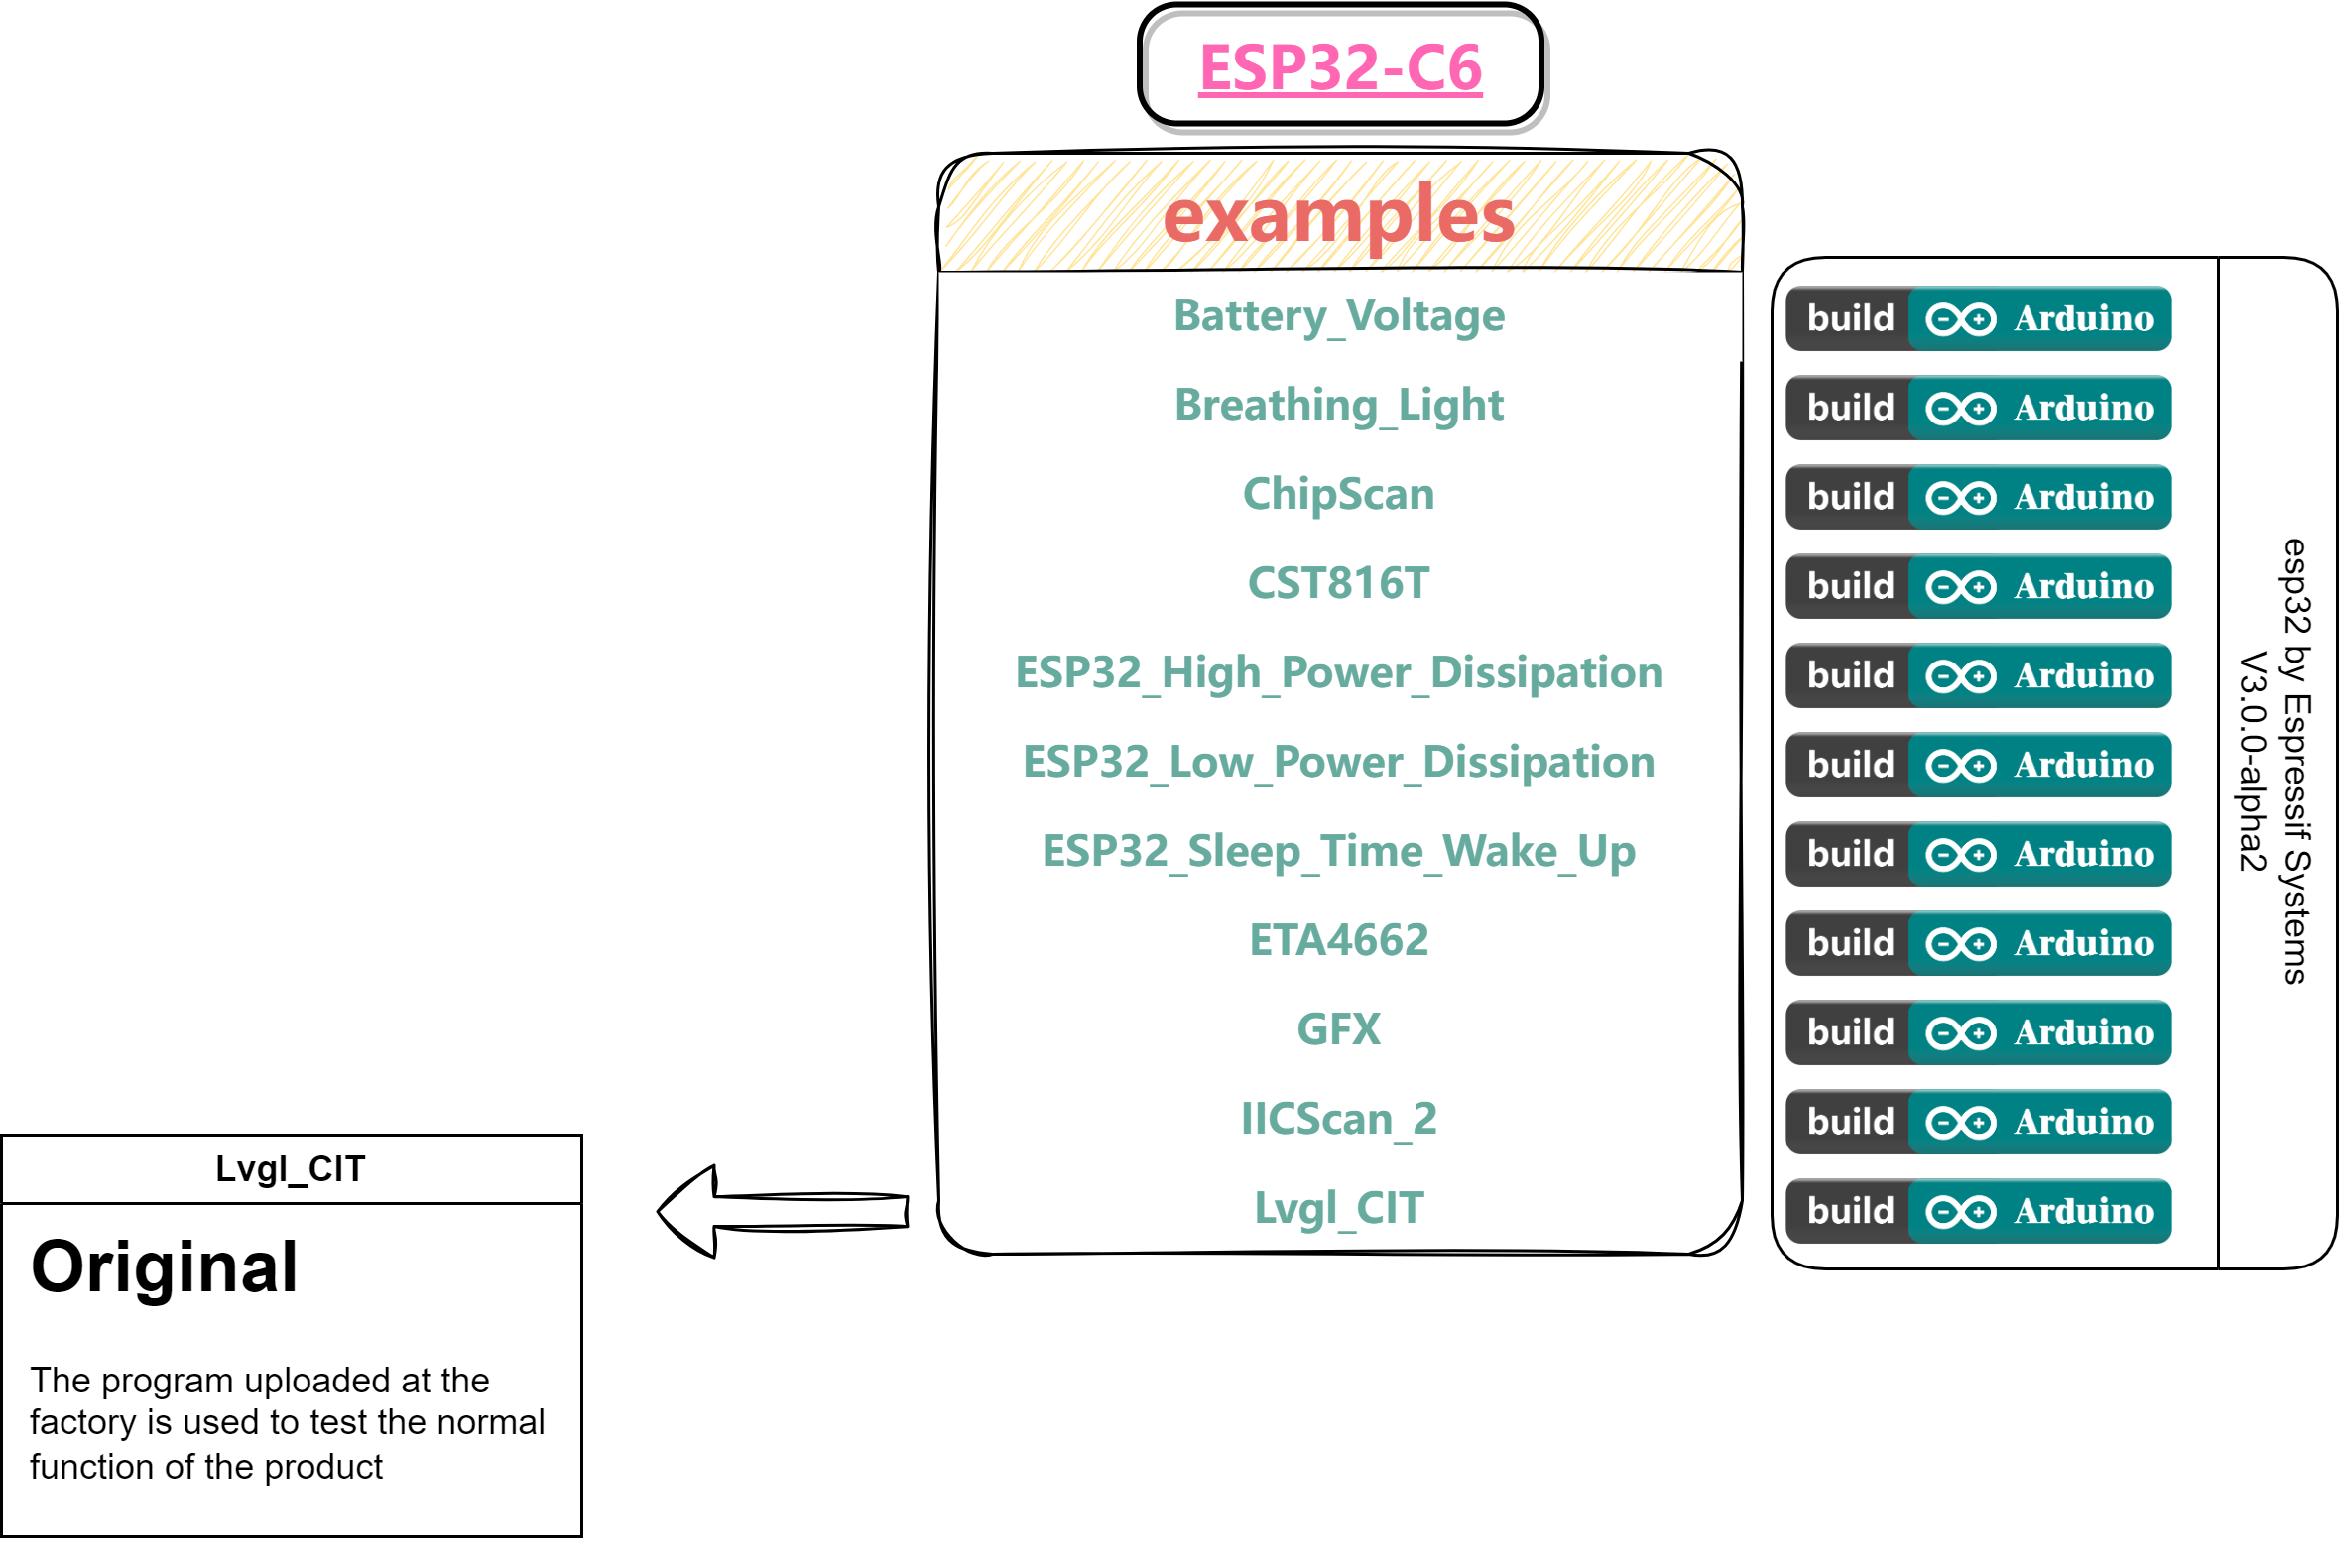 ESP32-C6
examples
Battery_Voltage
build Arduino
Breathing_Light
build Arduino
ChipScan
build Arduino
CST816T
build Arduino
ESP32_High_Power_Dissipation
build Arduino
ESP32_Low_Power_Dissipation
build Arduino
ESP32_Sleep_Time_Wake_Up
build Arduino
ETA4662
build Arduino
GFX
build Arduino
IICScan_2
build Arduino
Lvgl_CIT
build Arduino
esp32 by Espressif Systems
V3.0.0-alpha2
Lvgl_CIT
Original
The program uploaded at the
factory is used to test the normal
function of the product